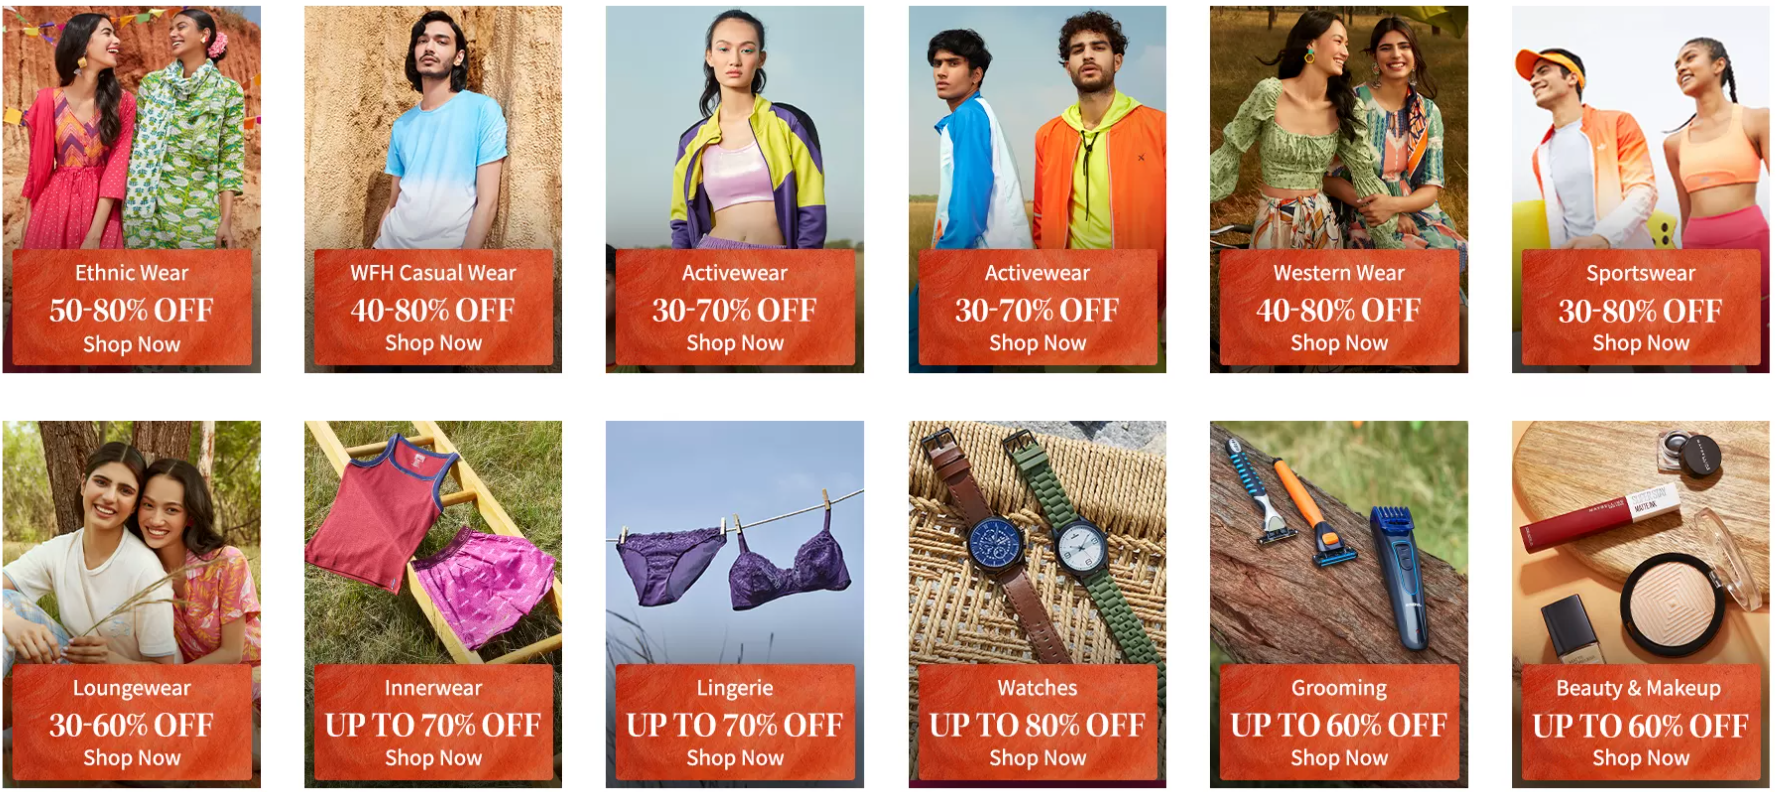 Ethnic Wear
50-80% OFF
Shop Now
WFH Casual Wear
40-80% OFF
Shop Now
Activewear
30-70% OFF
Shop Now
Activewear
30-70% OFF
Shop Now
Western Wear
40-80% OFF
Shop Now
Sportswear
30-80% OFF
Shop Now
Loungewear
30-60% OFF
Shop Now
Innerwear
UP TO 70% OFF
Shop Now
Lingerie
UP TO 70% OFF
Shop Now
Watches
UP TO 80% OFF
Shop Now
Grooming
UP TO 60% OFF
Shop Now
Beauty & Makeup
UP TO 60% OFF
Shop Now